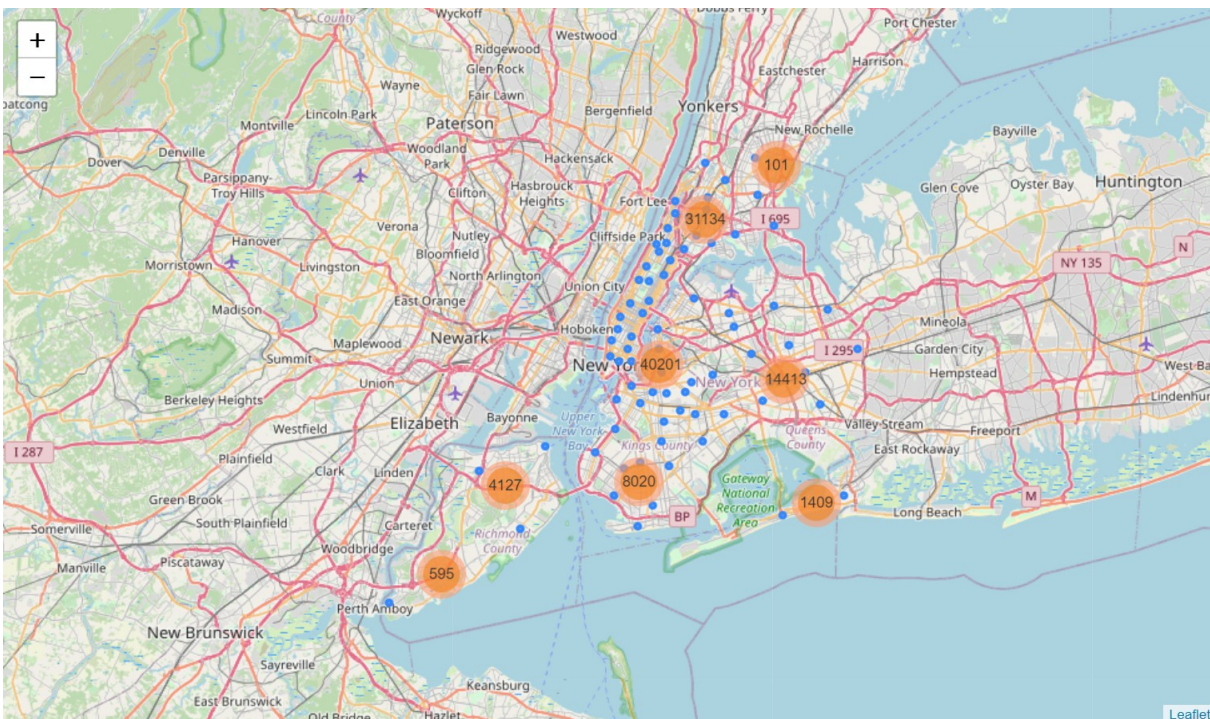 County
Wyckoff
Dobbs Ferry
Port Chester
+
Westwood
Ridgewood
Harrison
Glen Rock
Eastchester
−
Wayne
Fair Lawn
Yonkers
Lincoln Park
Bergenfield
Montville
Paterson
New Rochelle
Bayville
Denville
Woodland
Park
Hackensack
Dover
101
Parsippany-
Troy Hills
Huntington
Clifton
Hasbrouck
Heights
Glen Cove
Oyster Bay
Fort Lee
31134
I 695
Verona
Nutley
Cliffside Park
Hanover
N
Bloomfield
NY 135
Morristown
Livingston
North Arlington
Union City
East Orange
Madison
Mineola
Hoboken
Newark
Maplewood
I 295
Garden City
Summit
New York
40201
Hempstead
Union
New York
14413
West Ba
Berkeley Heights
Lindenhur
Bayonne
Upper
New York
Bay
Elizabeth
Valley Stream
Westfield
Queens
County
Freeport
I 287
Kings County
East Rockaway
Plainfield
Clark
Linden
4127
8020
Gateway
National
Recreation
Area
Green Brook
1409
M
Long Beach
South Plainfield
BP
Somerville
Carteret
Richmond
County
Woodbridge
Piscataway
Manville
595
Perth Amboy
New Brunswick
Sayreville
Keansburg
East Brunswick
Old Bridge
Hazlet
Leaflet